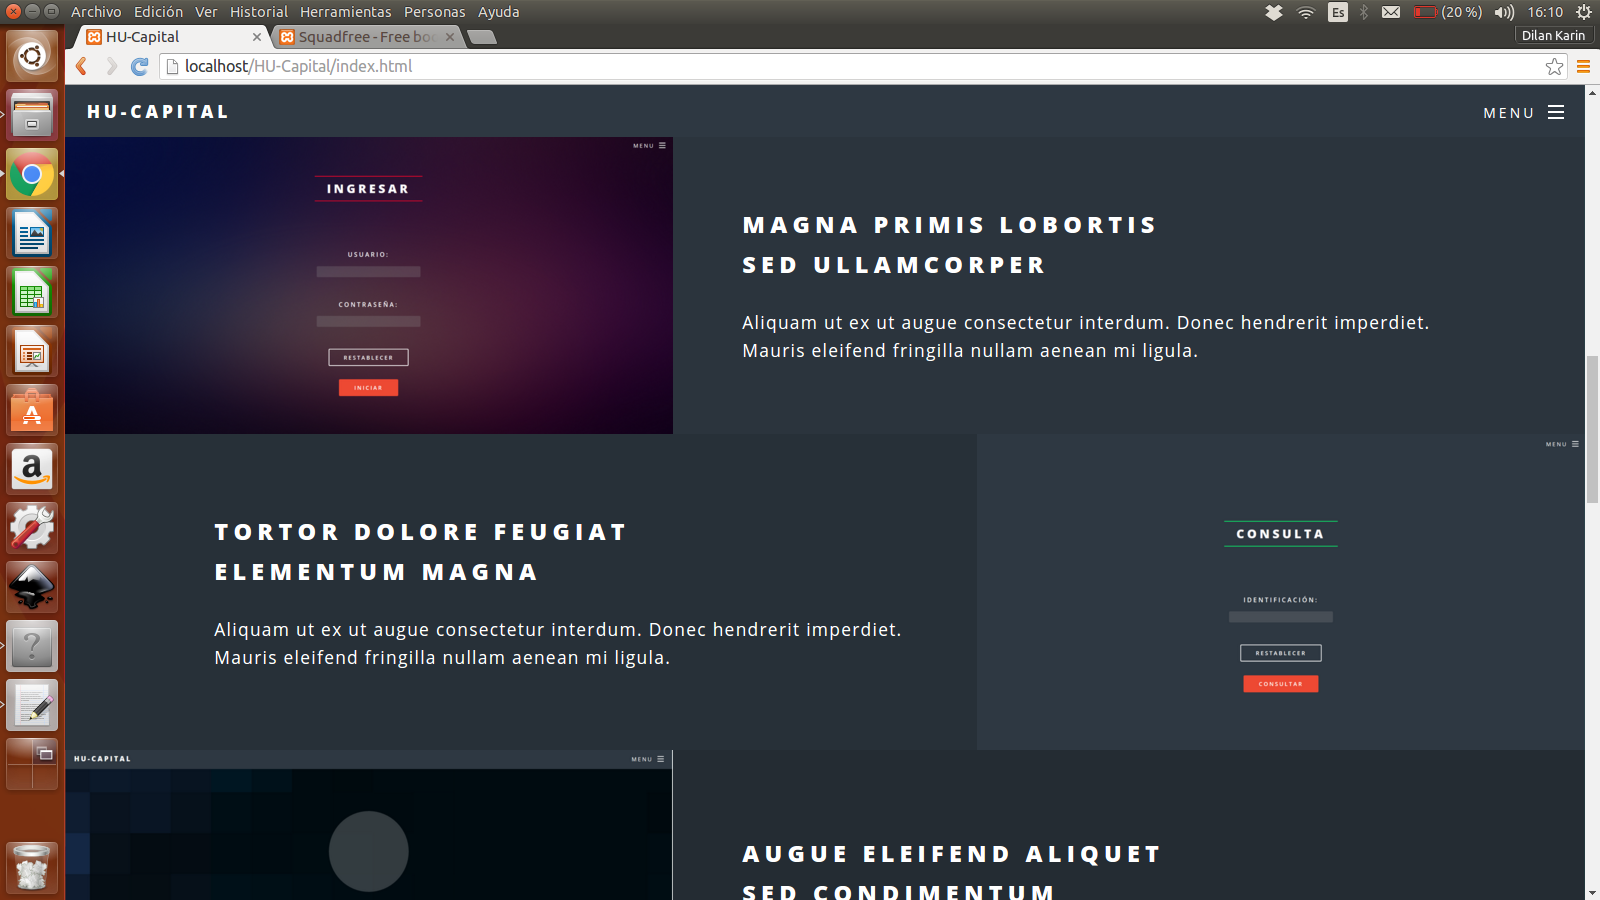 Archivo Edición Ver Historial Herramientas Personas Ayuda
Es
(20 %)
16:10
HU-Capital
Squadfree - Free boo
Dilan Karin
localhost/HU-Capital/index.html
HU-CAPITAL
MENU
MENU
INGRESAR
USUARIO:
CONTRASEÑA:
RESTABLECER
INICIAR
MAGNA PRIMIS LOBORTIS
SED ULLAMCORPER
Aliquam ut ex ut augue consectetur interdum. Donec hendrerit imperdiet.
Mauris eleifend fringilla nullam aenean mi ligula.
TORTOR DOLORE FEUGIAT
ELEMENTUM MAGNA
Aliquam ut ex ut augue consectetur interdum. Donec hendrerit imperdiet.
Mauris eleifend fringilla nullam aenean mi ligula.
MENU
CONSULTA
IDENTIFICACIÓN:
RESTABLECER
CONSULTAR
HU-CAPITAL
MENU
AUGUE ELEIFEND ALIQUET
SED CONDIMENTUM